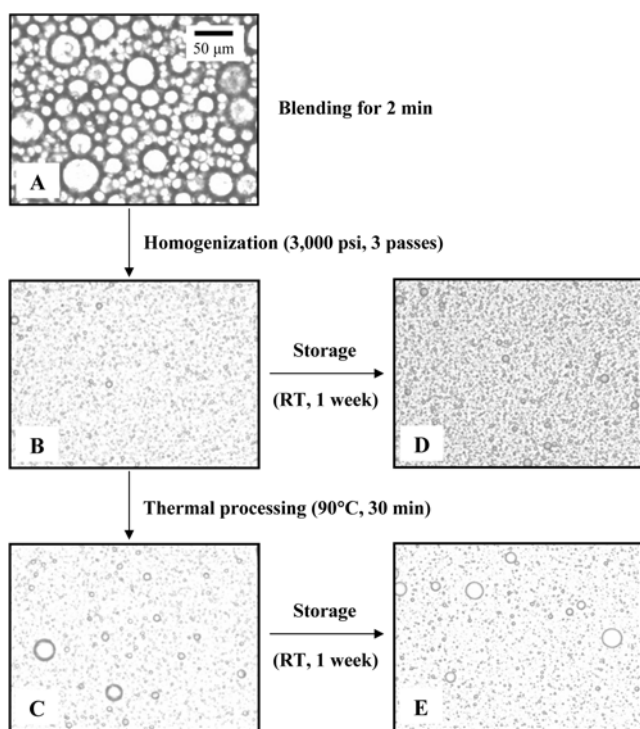 50 μm
Blending for 2 min
A
Homogenization (3,000 psi, 3 passes)
Storage
(RT, 1 week)
B
D
Thermal processing (90°C, 30 min)
Storage
(RT, 1 week)
C
E